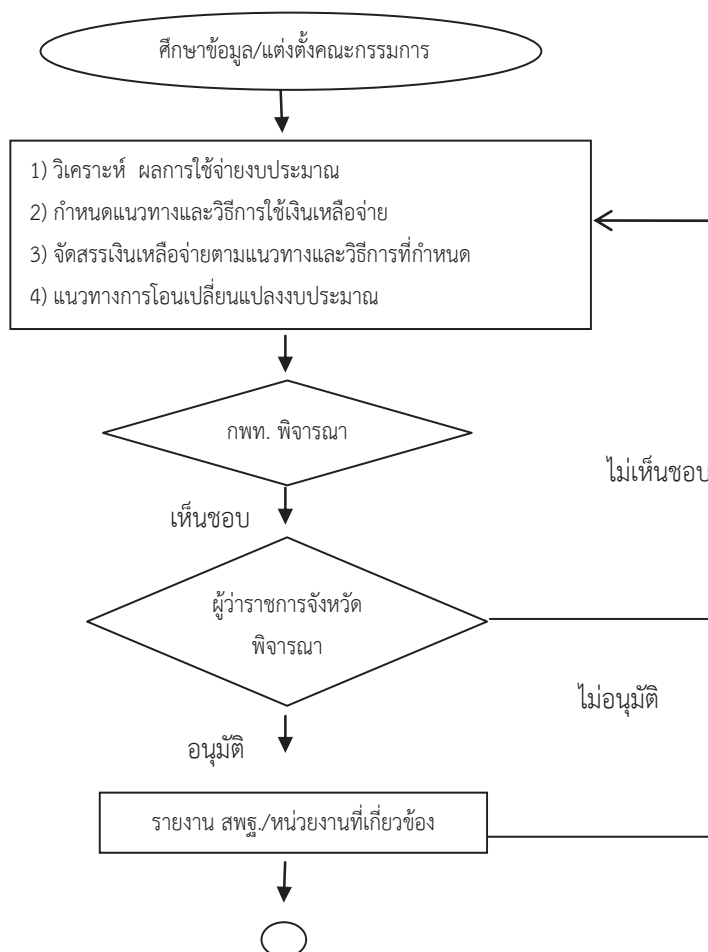 ศึกษาข้อมูล/แต่งตั้งคณะกรรมการ
1) วิเคราะห์ ผลการใช้จ่ายงบประมาณ
2) กำหนดแนวทางและวิธีการใช้เงินเหลือจ่าย
3) จัดสรรเงินเหลือจ่ายตามแนวทางและวิธีการที่กำหนด
4) แนวทางการโอนเปลี่ยนแปลงงบประมาณ
กพท. พิจารณา
ไม่เห็นชอบ
เห็นชอบ
ผู้ว่าราชการจังหวัด
พิจารณา
ไม่อนุมัติ
อนุมัติ
รายงาน สพฐ./หน่วยงานที่เกี่ยวข้อง